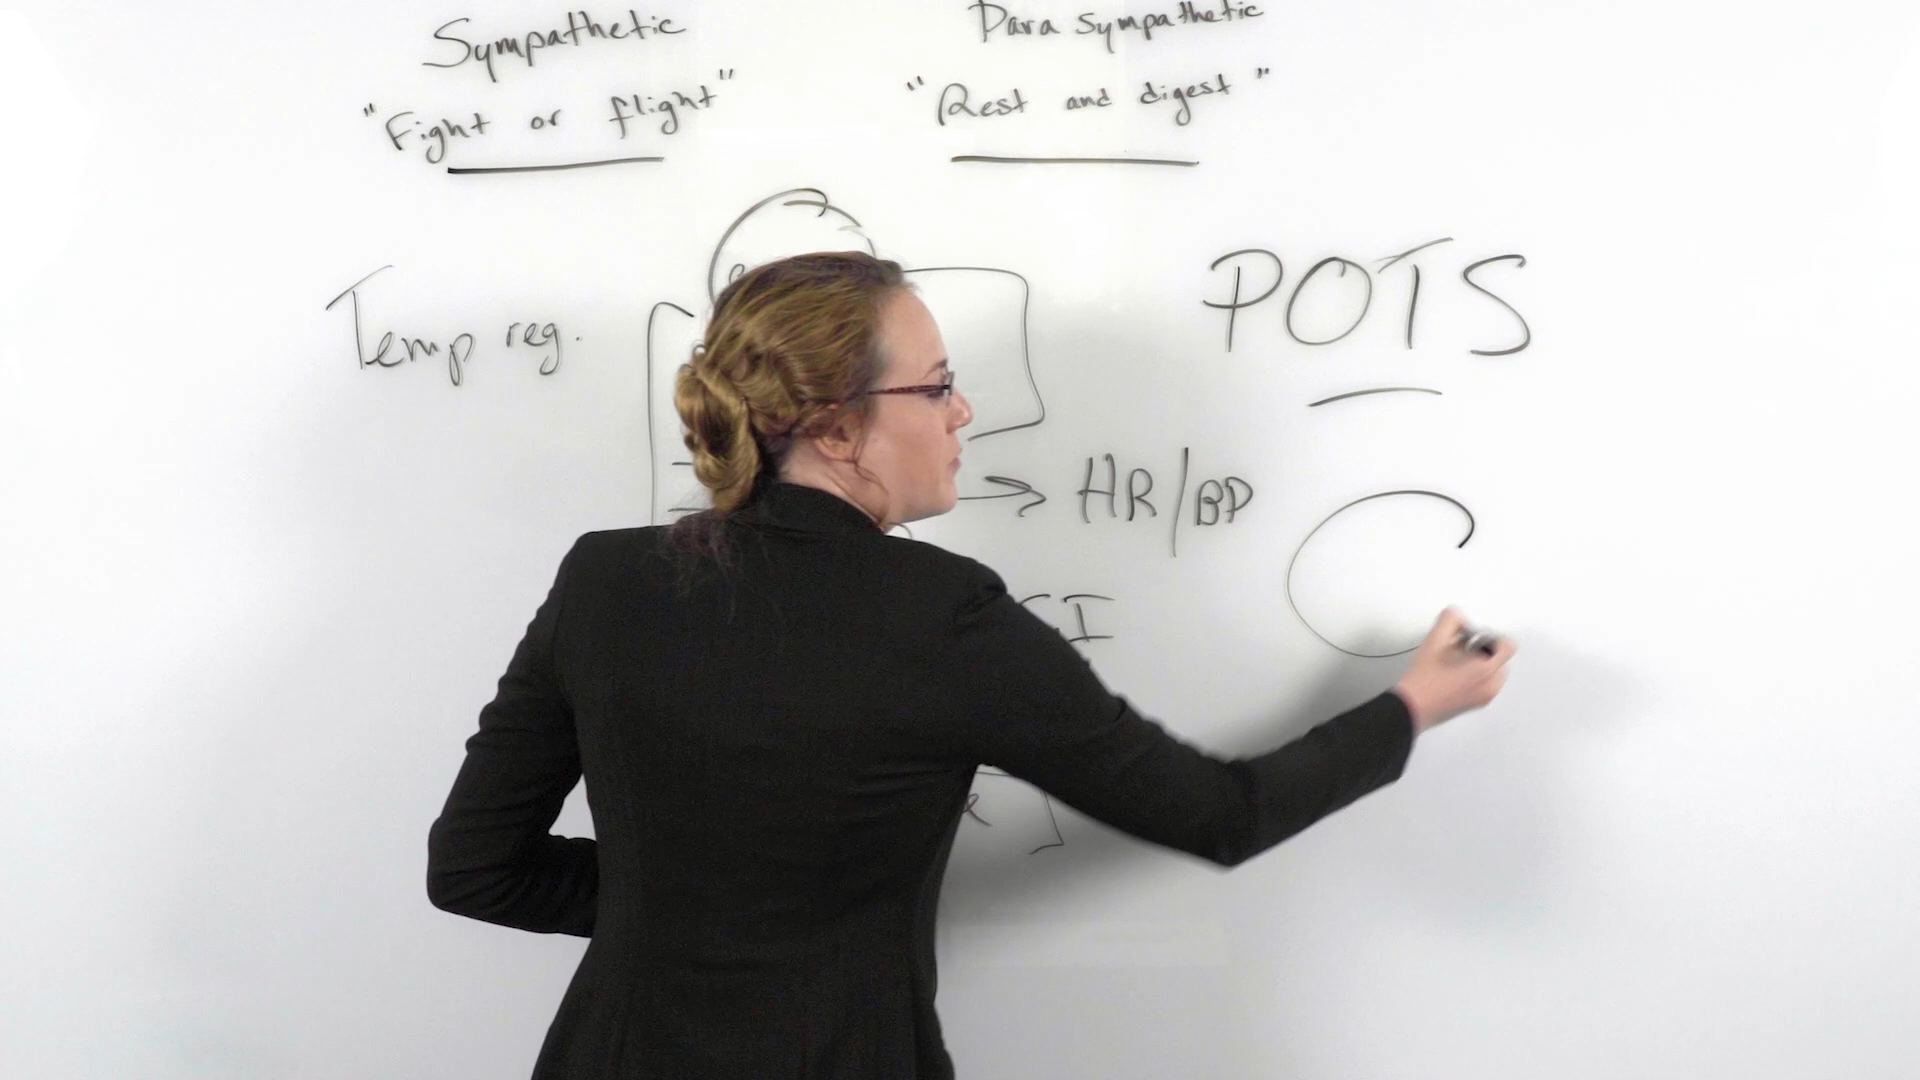 Sympathetic
Para sympathetic
"Fight or flight"
"Rest and digest"
Temp reg.
POTS
HR/BP